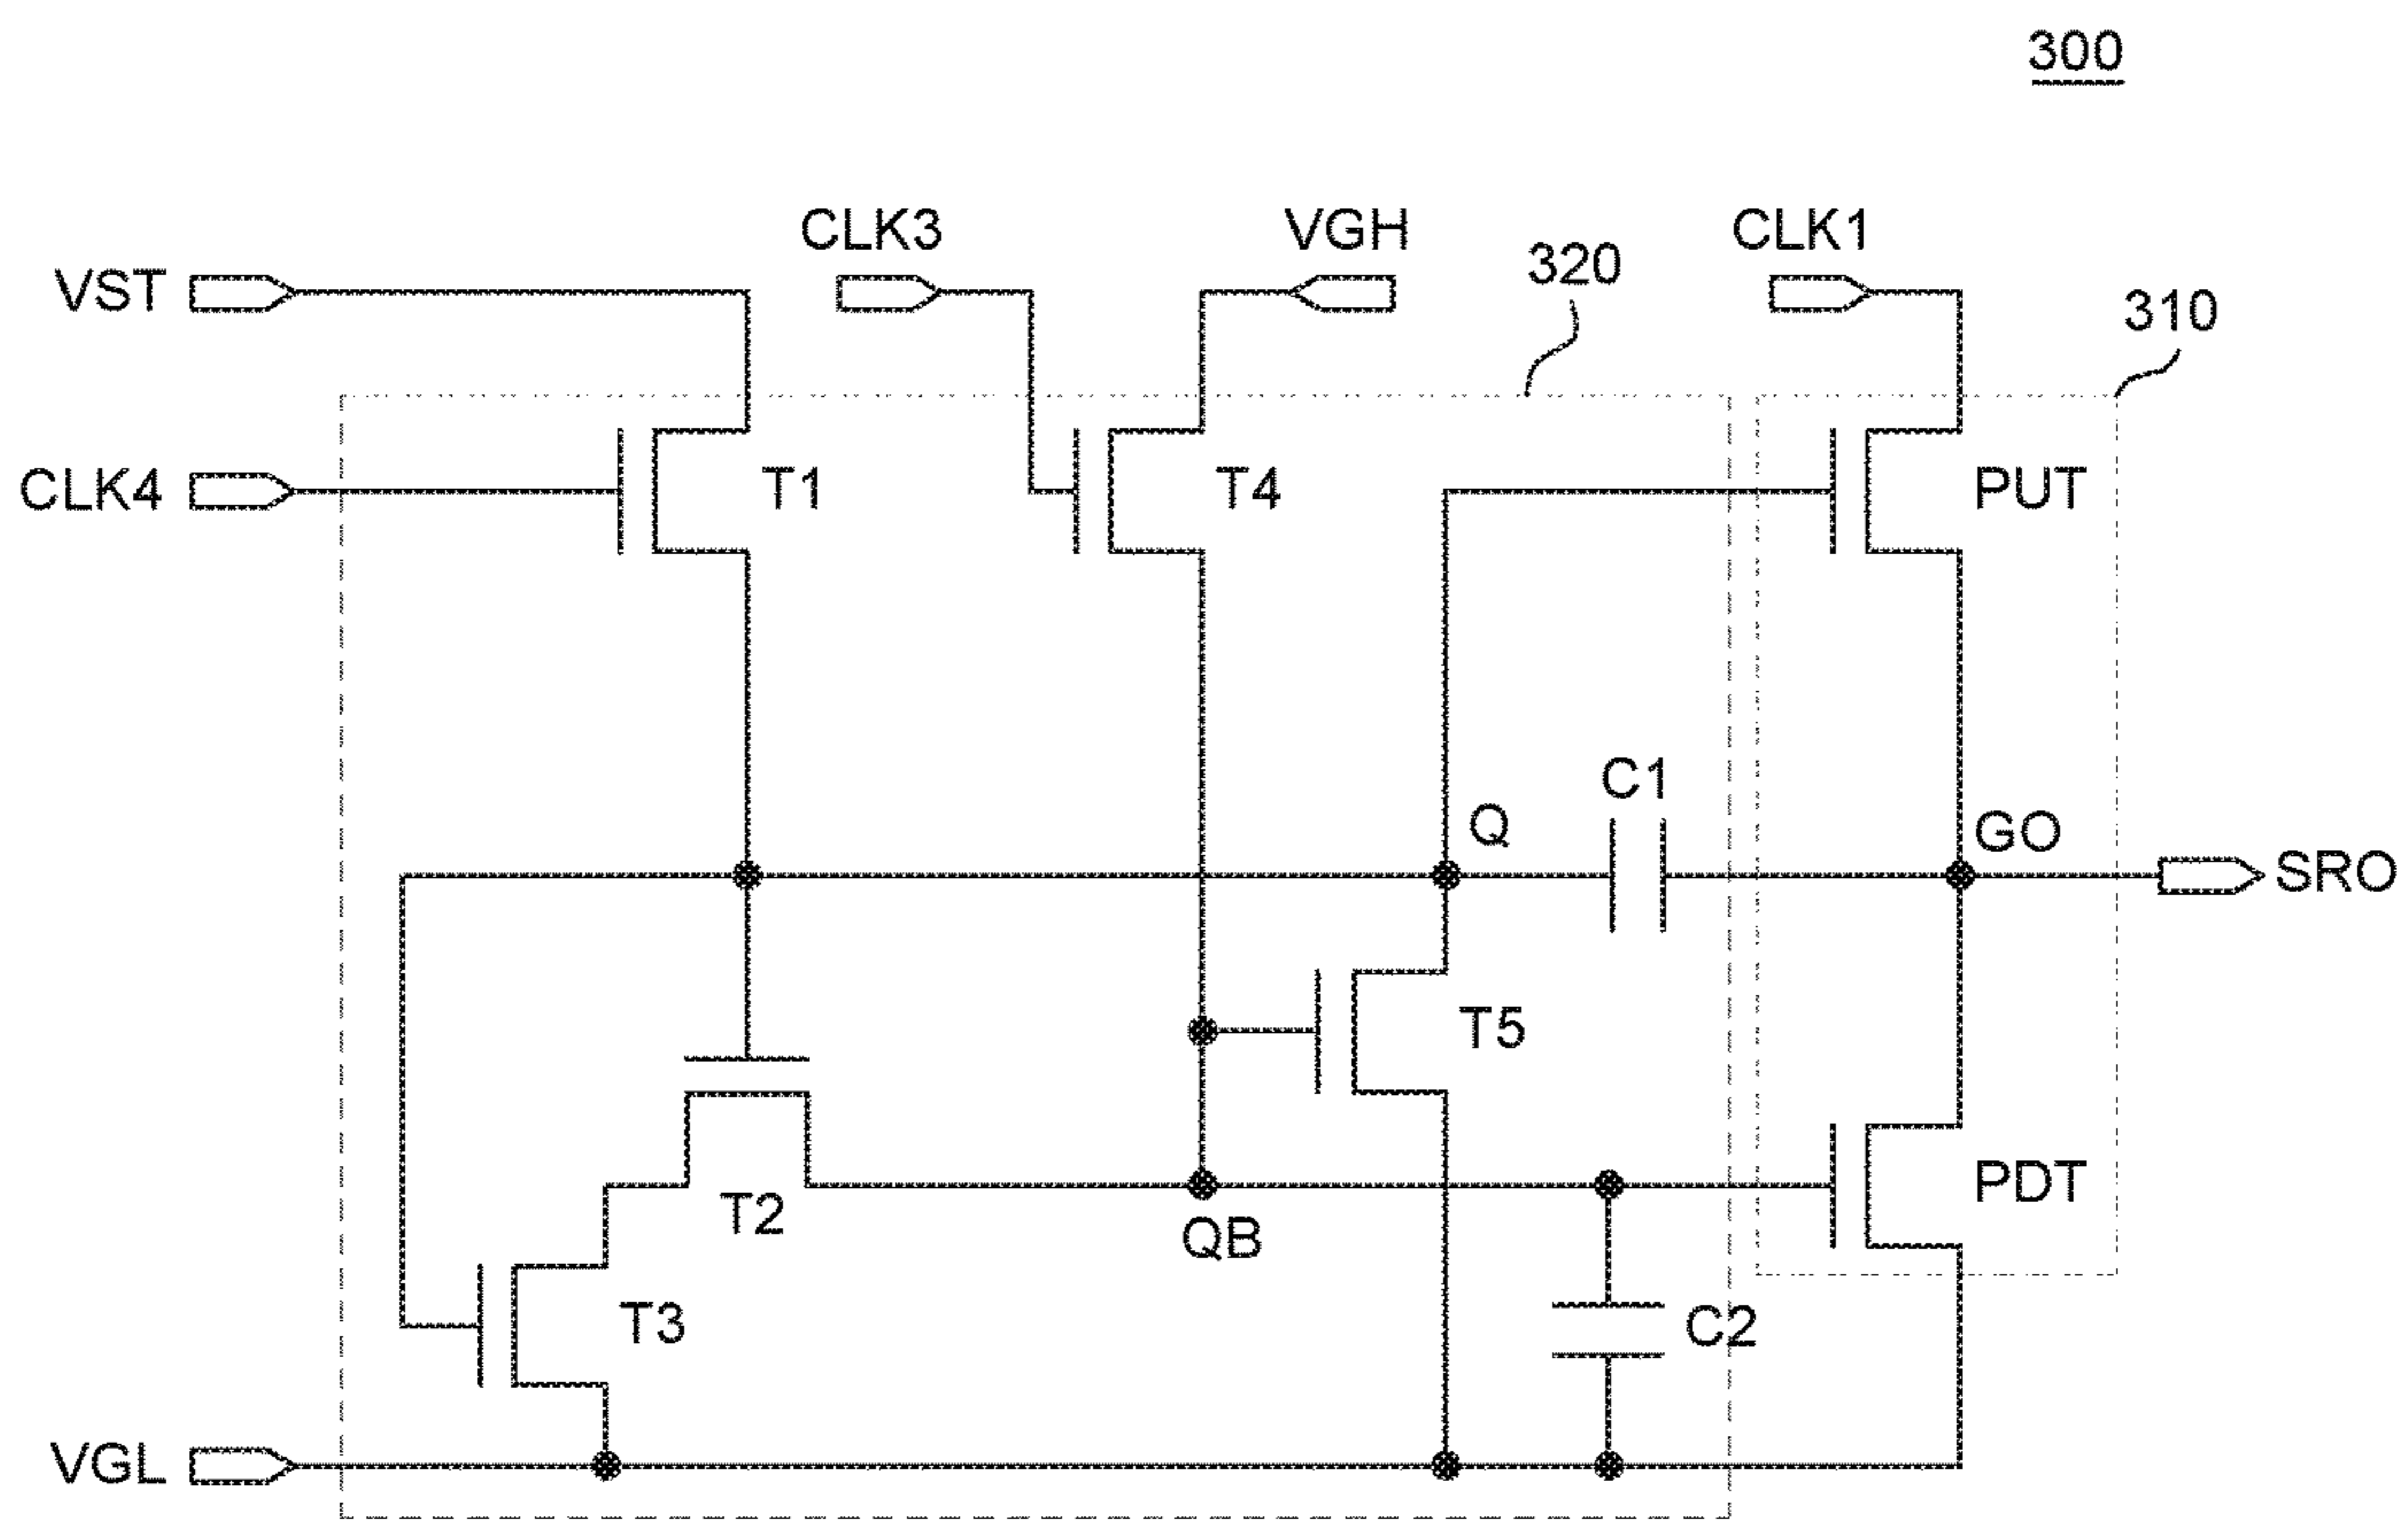 300
CLK3
VGH
CLK1
320
VST
310
CLK4
T1
T4
PUT
C1
Q
GO
SRO
T5
T2
QB
PDT
T3
C2
VGL